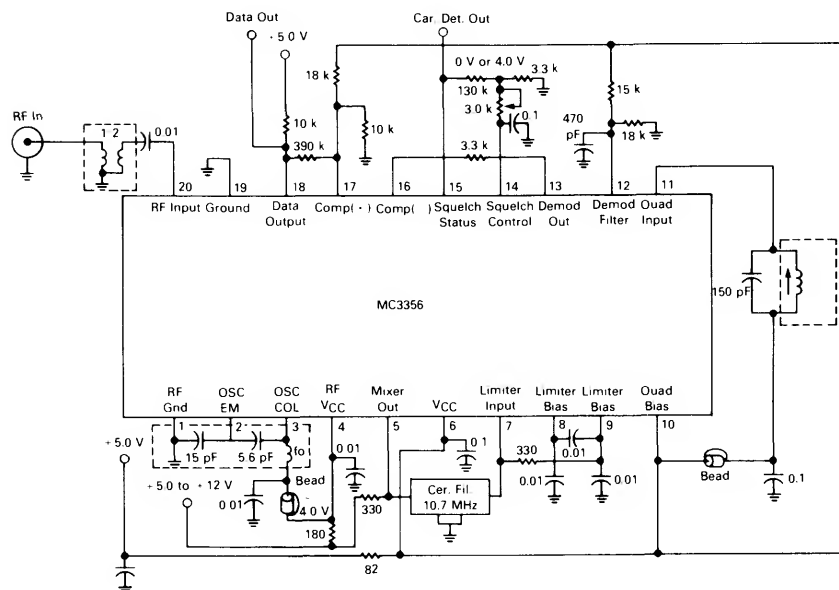 Data Out
Car. Det. Out
- 5.0 V
0 V or 4.0 V
18 k
130 k
3.3 k
15 k
RF In
1 2
0.01
10 k
390 k
10 k
3.0 k
0.1
3.3 k
470 pF
18 k
20 19 18 17 16 15 14 13 12 11
RF Input
Ground
Data Output
Comp( · )
Comp( )
Squelch Status
Squelch Control
Demod Out
Demod Filter
Quad Input
150 pF
MC3356
RF Gnd
OSC EM
OSC COL
RF VCC
Mixer Out
VCC
Limiter Input
Limiter Bias
Limiter Bias
Quad Bias
1 2 3 4 5 6 7 8 9 10
+ 5.0 V
15 pF
5.6 pF
fo
0 01
0 1
330
0.01
0.01
0.01
Bead
0.1
+ 5.0 to + 12 V
0 01
Bead
4 0 V
180
330
Cer. Fil.
10.7 MHz
82